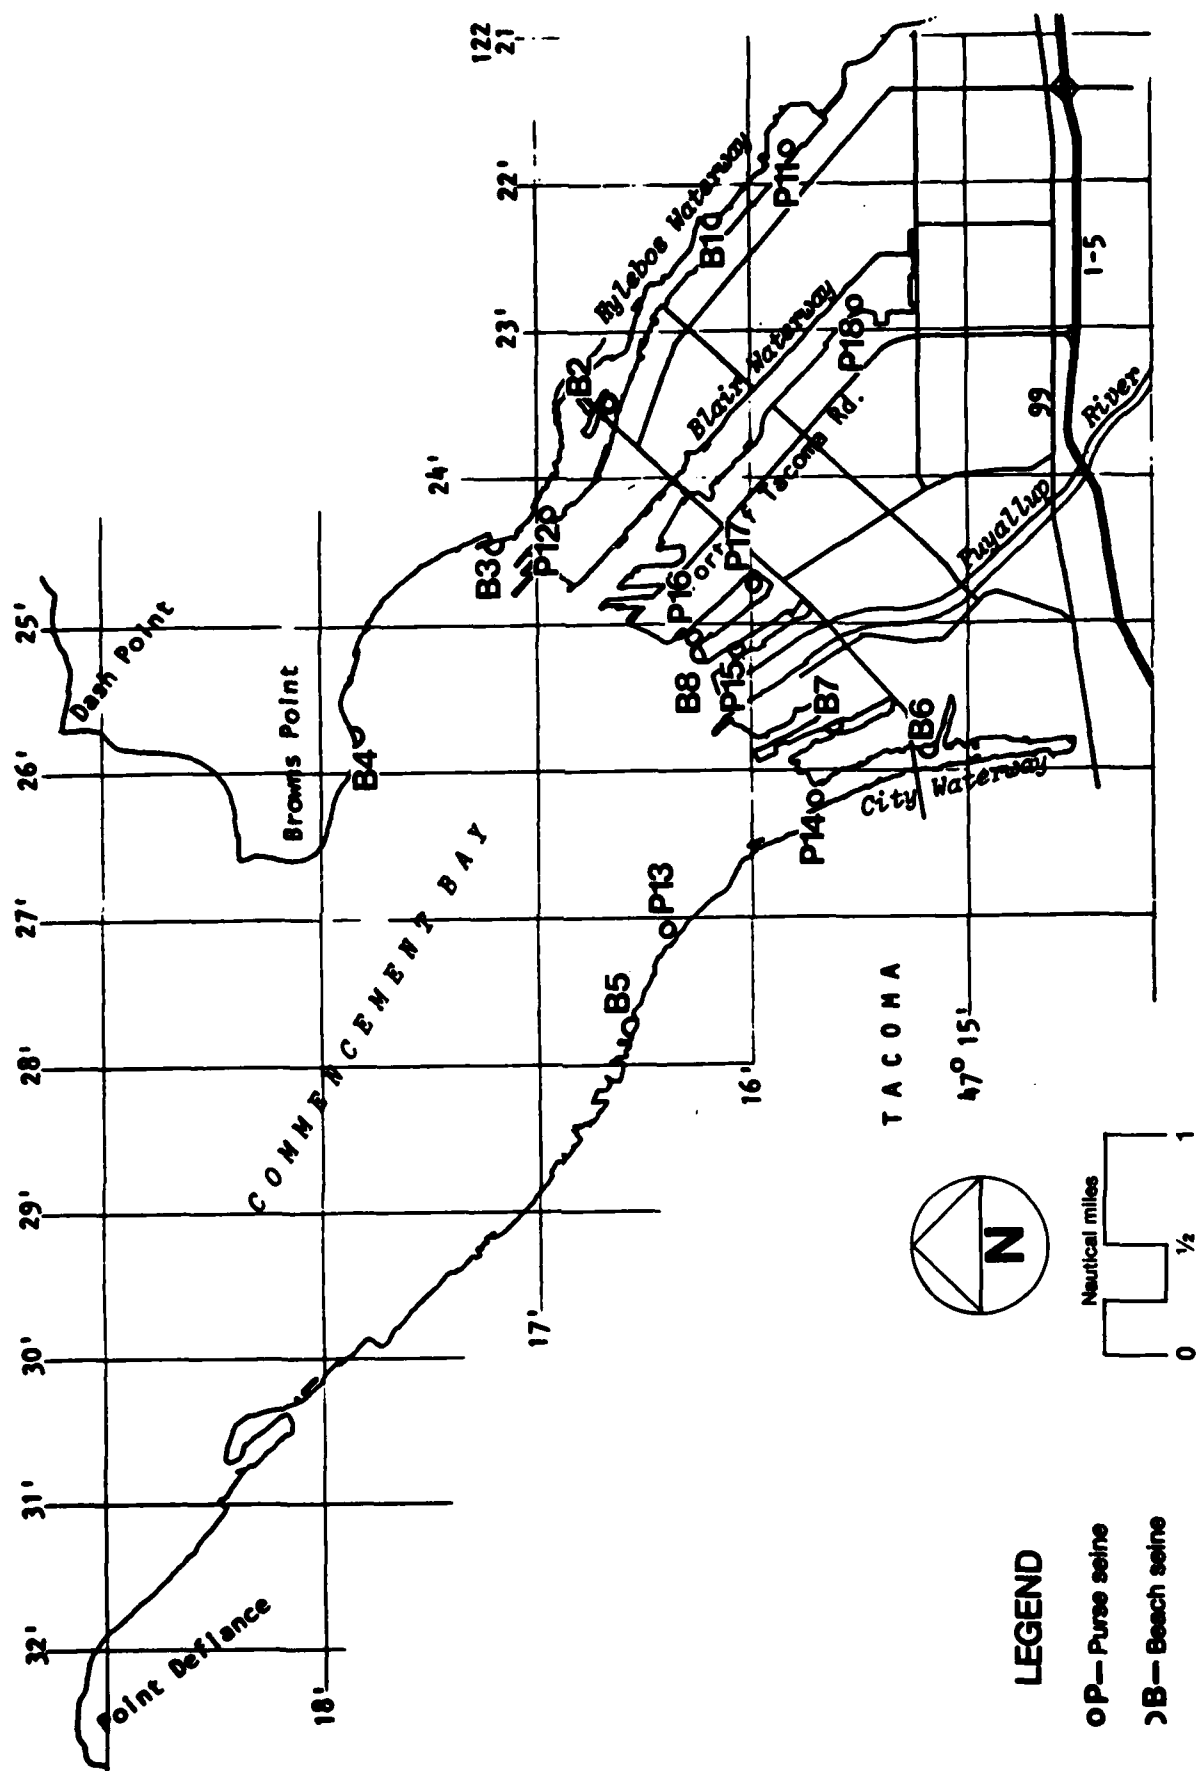 32'
31'
30'
29'
28'
27'
26'
25'
24'
23'
22'
122
21
Point Defiance
Dash Point
Browns Point
COMMENCEMENT BAY
18'
17'
16'
47° 15'
TACOMA
B4
B3
P12
B2
Hylebos Waterway
B1
P11
Blair Waterway
P18
Tacoma Rd.
P17
P16
B8
P15
B7
B6
P14
City Waterway
P13
B5
Puyallup
River
99
I-5
N
Nautical miles
0 ½ 1
LEGEND
P—Purse seine
B—Beach seine